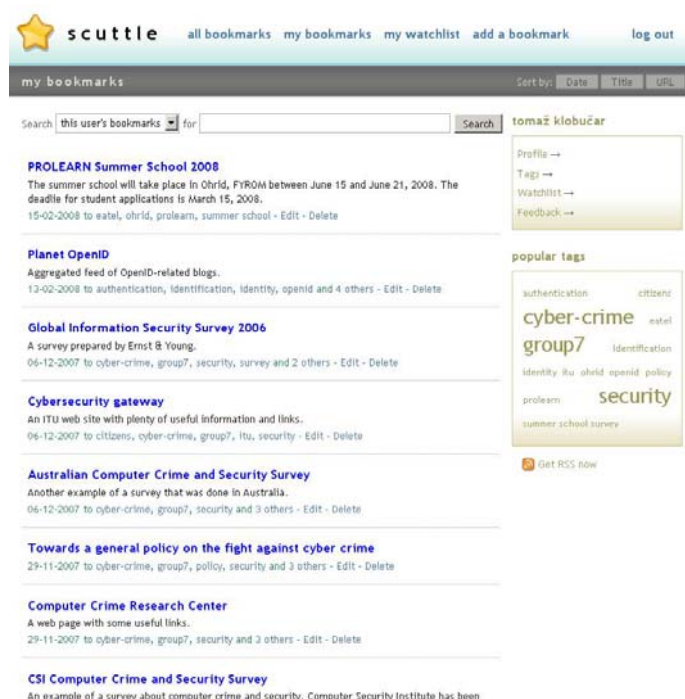 scuttle
all bookmarks my bookmarks my watchlist add a bookmark log out
my bookmarks
Sort by: Date Title URL
Search this user's bookmarks for Search
PROLEARN Summer School 2008
The summer school will take place in Ohrid, FYROM between June 15 and June 21, 2008. The
deadlie for student applications is March 15, 2008.
15-02-2008 to eatel, ohrid, prolearn, summer school - Edit - Delete
Planet OpenID
Aggregated feed of OpenID-related blogs.
13-02-2008 to authentication, identification, identity, openid and 4 others - Edit - Delete
Global Information Security Survey 2006
A survey prepared by Ernst & Young.
06-12-2007 to cyber-crime, group7, security, survey and 2 others - Edit - Delete
Cybersecurity gateway
An ITU web site with plenty of useful information and links.
06-12-2007 to citizens, cyber-crime, group7, itu, security - Edit - Delete
Australian Computer Crime and Security Survey
Another example of a survey that was done in Australia.
06-12-2007 to cyber-crime, group7, security and 3 others - Edit - Delete
Towards a general policy on the fight against cyber crime
29-11-2007 to cyber-crime, group7, policy, security and 3 others - Edit - Delete
Computer Crime Research Center
A web page with some useful links.
29-11-2007 to cyber-crime, group7, security and 3 others - Edit - Delete
CSI Computer Crime and Security Survey
An example of a survey about computer crime and security. Computer Security Institute has been
tomaž klobučar
Profile →
Tags →
Watchlist →
Feedback →
popular tags
authentication citizens
cyber-crime eatel
group7 identification
identity itu ohrid openid policy
prolearn security
summer school survey
Get RSS now